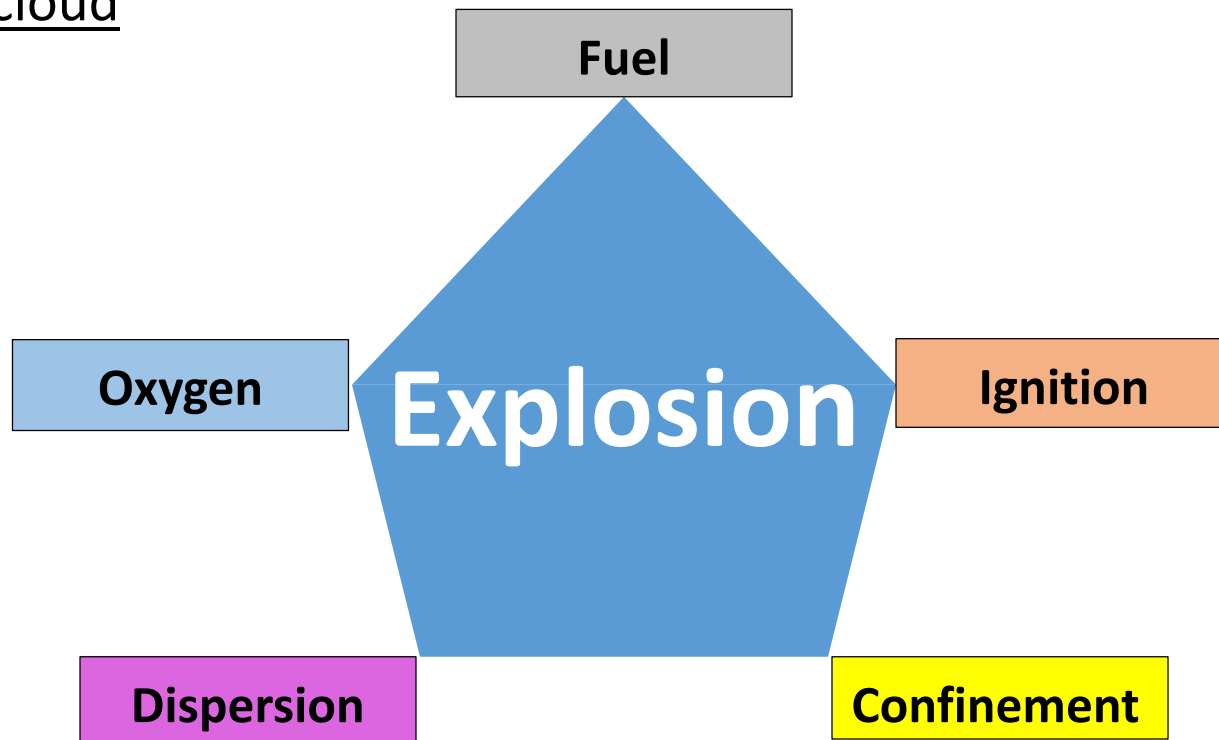 cloud
Fuel
Oxygen
Explosion
Ignition
Dispersion
Confinement